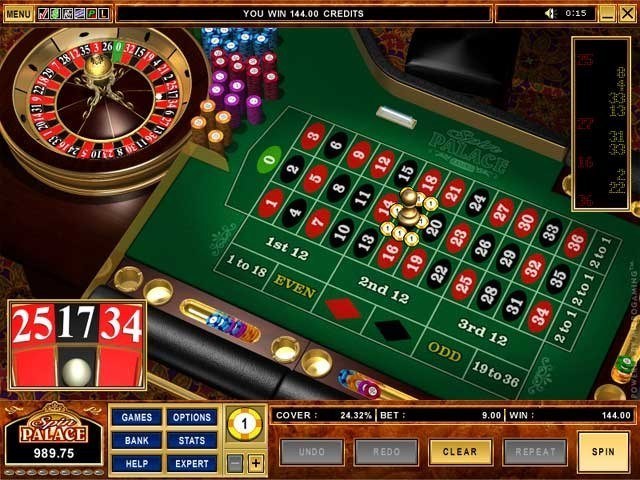 MENU
YOU WIN 144.00 CREDITS
0:15
Spin
PALACE
CASINO
0
3 6 9 12 15 18 21 24 27 30 33 36 2 to 1
2 5 8 11 14 20 23 26 29 32 35 2 to 1
1 4 7 10 13 16 19 22 25 28 31 34 2 to 1
1st 12 2nd 12 3rd 12
1 to 18 EVEN ODD 19 to 36
25 17 34
Spin
PALACE
989.75
GAMES OPTIONS
BANK STATS
HELP EXPERT
1
- +
COVER : 24.32% BET : 9.00 WIN : 144.00
UNDO REDO CLEAR REPEAT SPIN